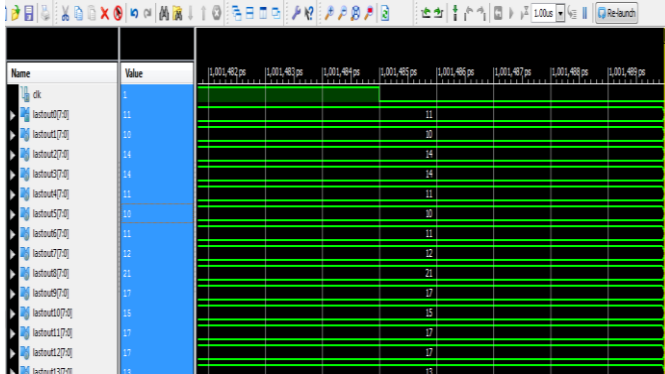 1.00us Re-launch
Name Value 1,001,482 ps 1,001,483 ps 1,001,484 ps 1,001,485 ps 1,001,486 ps 1,001,487 ps 1,001,488 ps 1,001,489 ps
clk 1
lastout0[7:0] 11 11
lastout1[7:0] 10 10
lastout2[7:0] 14 14
lastout3[7:0] 14 14
lastout4[7:0] 11 11
lastout5[7:0] 10 10
lastout6[7:0] 11 11
lastout7[7:0] 12 12
lastout8[7:0] 21 21
lastout9[7:0] 17 17
lastout10[7:0] 15 15
lastout11[7:0] 17 17
lastout12[7:0] 17 17
lastout13[7:0] 13 13